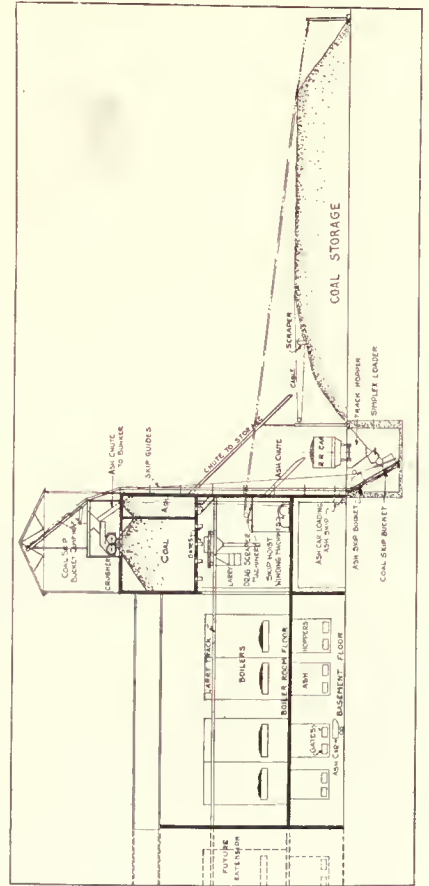 COAL SKIP
BUCKET DUMPING
CRUSHER
ASH CHUTE
TO BUNKER
SKIP GUIDES
CHUTE TO STORAGE
CABLE
SCRAPER
COAL STORAGE
ASH
COAL
GATES
LARRY
DRAG SCRAPER
MACHINERY
SKIP HOIST
WINDING MACHINES
ASH CHUTE
R R CAR
TRACK HOPPER
SIMPLEX LOADER
ASH CAR LOADING
ASH SKIP
ASH SKIP BUCKET
COAL SKIP BUCKET
LARRY TRACK
BOILERS
BOILER ROOM FLOOR
HOPPERS
ASH
GATES
ASH CAR
BASEMENT FLOOR
FUTURE
EXTENSION